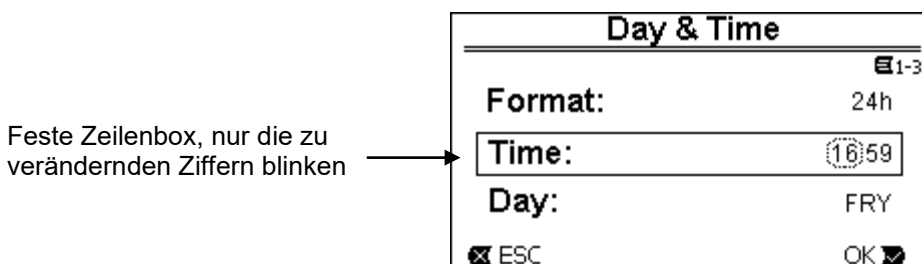 Day & Time
1-3
Format: 24h
Feste Zeilenbox, nur die zu
verändernden Ziffern blinken
Time: 16:59
Day: FRY
ESC OK